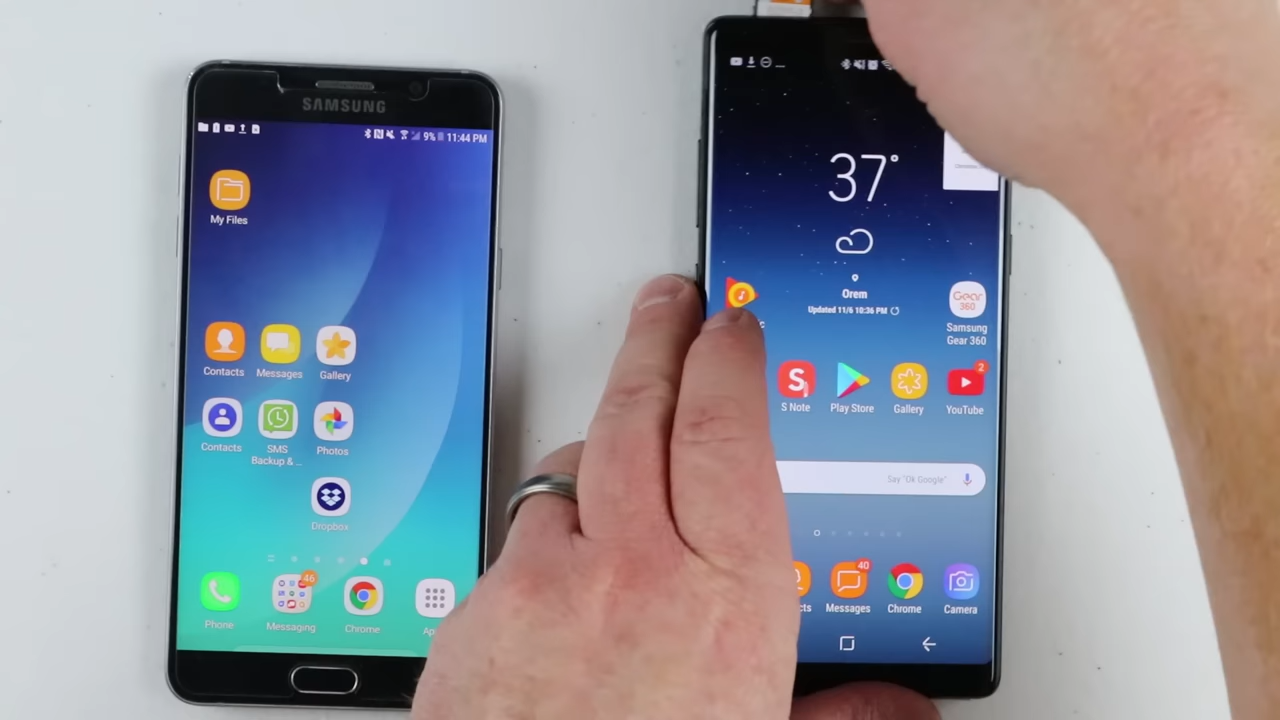 SAMSUNG
9% 11:44 PM
My Files
Contacts
Messages
Gallery
Contacts
SMS
Backup & ...
Photos
Dropbox
46
Phone
Messaging
Chrome
37°
Orem
Updated 11/6 10:36 PM
Gear
360
Samsung
Gear 360
S
2
S Note
Play Store
Gallery
YouTube
Say "Ok Google"
40
Messages
Chrome
Camera